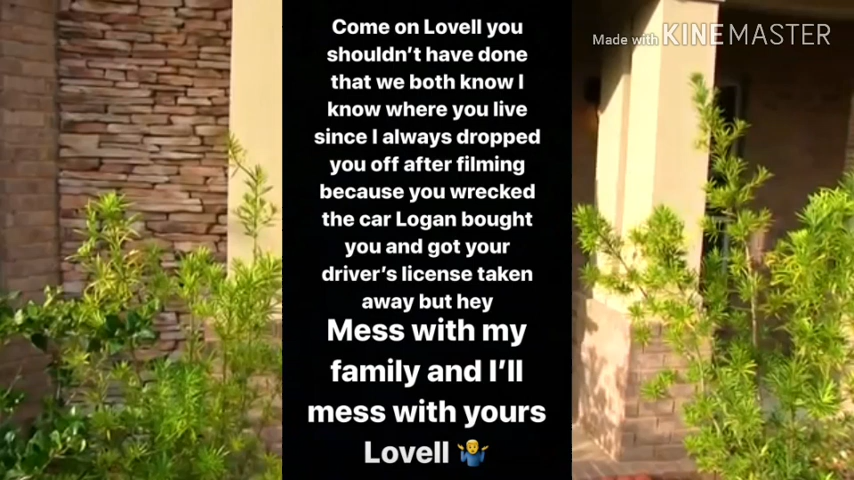 Come on Lovell you
shouldn’t have done
that we both know I
know where you live
since I always dropped
you off after filming
because you wrecked
the car Logan bought
you and got your
driver’s license taken
away but hey
Mess with my
family and I’ll
mess with yours
Lovell 🤷‍♂️
Made with KINEMASTER